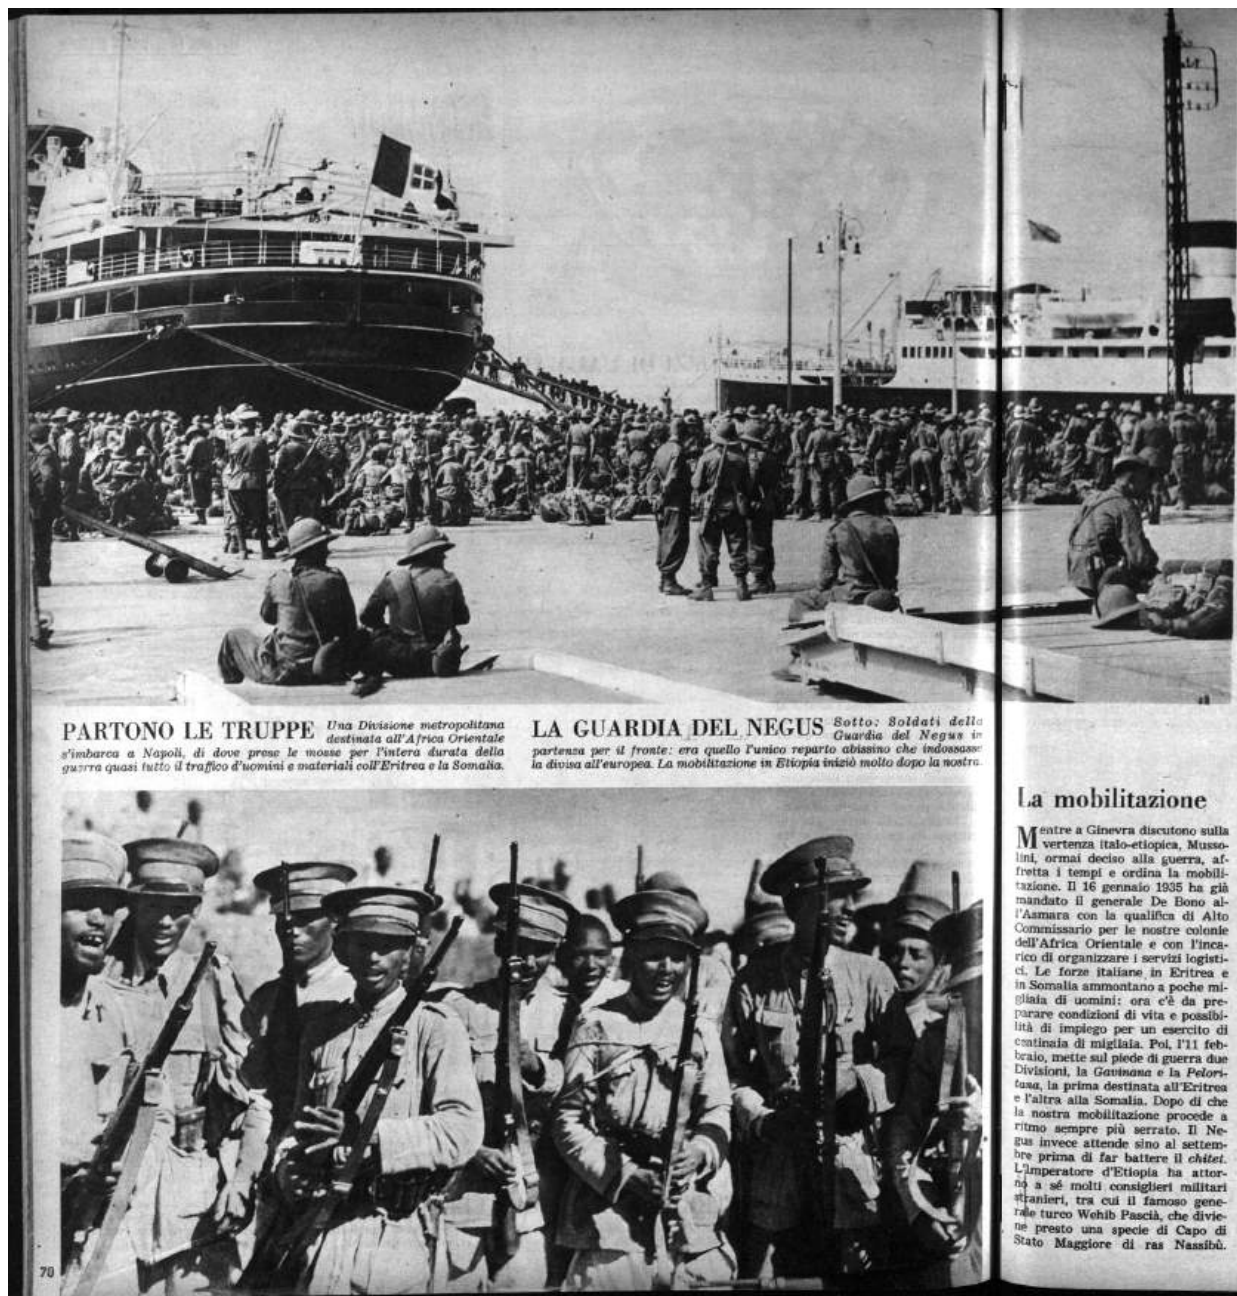 PARTONO LE TRUPPE Una Divisione metropolitana
destinata all'Africa Orientale
s'imbarca a Napoli, di dove prese le mosse per l'intera durata della
guerra quasi tutto il traffico d'uomini e materiali coll'Eritrea e la Somalia.
LA GUARDIA DEL NEGUS Sotto: Soldati della
Guardia del Negus in
partenza per il fronte: era quello l'unico reparto abissino che indossasse
la divisa all'europea. La mobilitazione in Etiopia iniziò molto dopo la nostra.
La mobilitazione
Mentre a Ginevra discutono sulla
vertenza italo-etiopica, Musso-
lini, ormai deciso alla guerra, af-
fretta i tempi e ordina la mobili-
tazione. Il 16 gennaio 1935 ha già
mandato il generale De Bono al-
l'Asmara con la qualifica di Alto
Commissario per le nostre colonie
dell'Africa Orientale e con l'inca-
rico di organizzare i servizi logisti-
ci. Le forze italiane in Eritrea e
in Somalia ammontano a poche mi-
gliaia di uomini: ora c'è da pre-
parare condizioni di vita e possibi-
lità di impiego per un esercito di
centinaia di migliaia. Poi, l'11 feb-
braio, mette sul piede di guerra due
Divisioni, la Gavinana e la Pelori-
tana, la prima destinata all'Eritrea
e l'altra alla Somalia. Dopo di che
la nostra mobilitazione procede a
ritmo sempre più serrato. Il Ne-
gus invece attende sino al settem-
bre prima di far battere il chitet.
L'imperatore d'Etiopia ha attor-
no a sé molti consiglieri militari
stranieri, tra cui il famoso gene-
rale turco Wehib Pascià, che divie-
ne presto una specie di Capo di
Stato Maggiore di ras Nassibù.
70